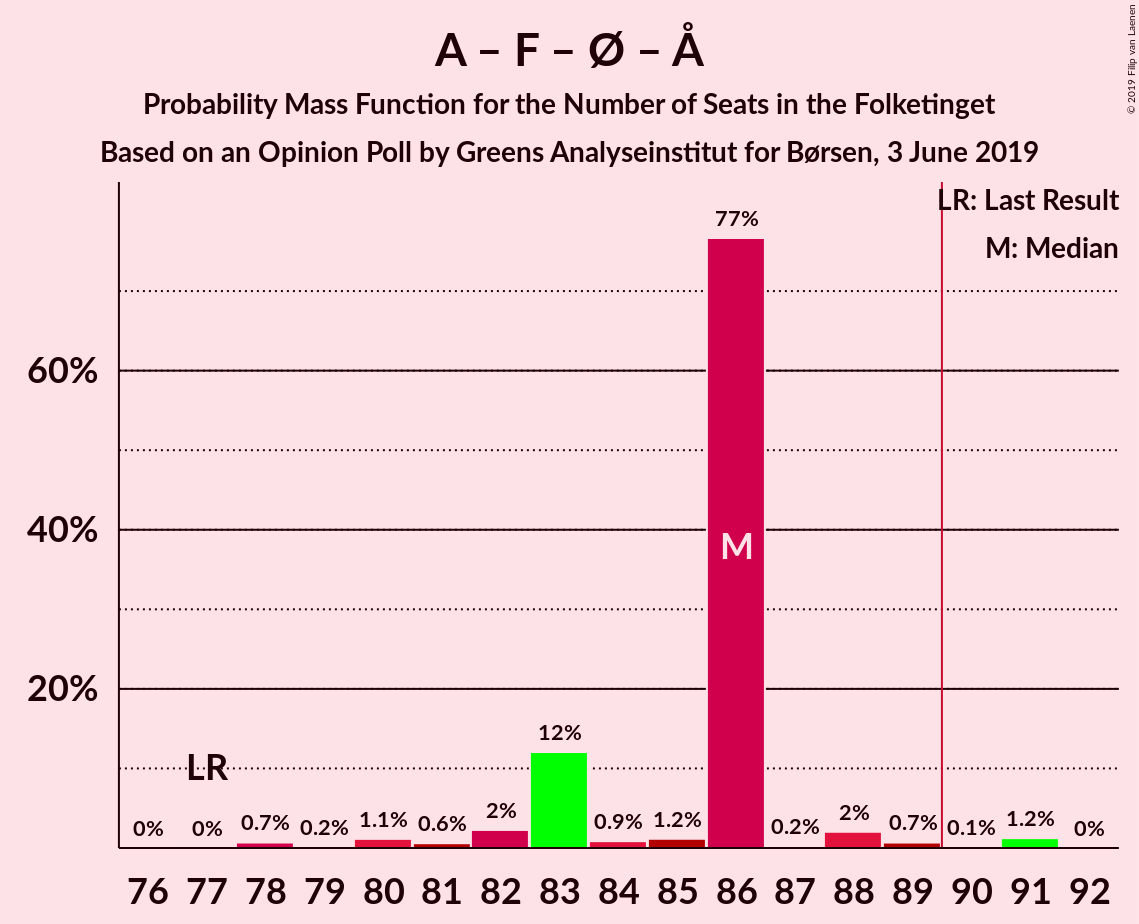 A – F – Ø – Å
Probability Mass Function for the Number of Seats in the Folketinget
Based on an Opinion Poll by Greens Analyseinstitut for Børsen, 3 June 2019
© 2019 Filip van Laenen
LR: Last Result
M: Median
60%
40%
20%
LR
M
0% 0% 0.7% 0.2% 1.1% 0.6% 2% 12% 0.9% 1.2% 77% 0.2% 2% 0.7% 0.1% 1.2% 0%
76 77 78 79 80 81 82 83 84 85 86 87 88 89 90 91 92